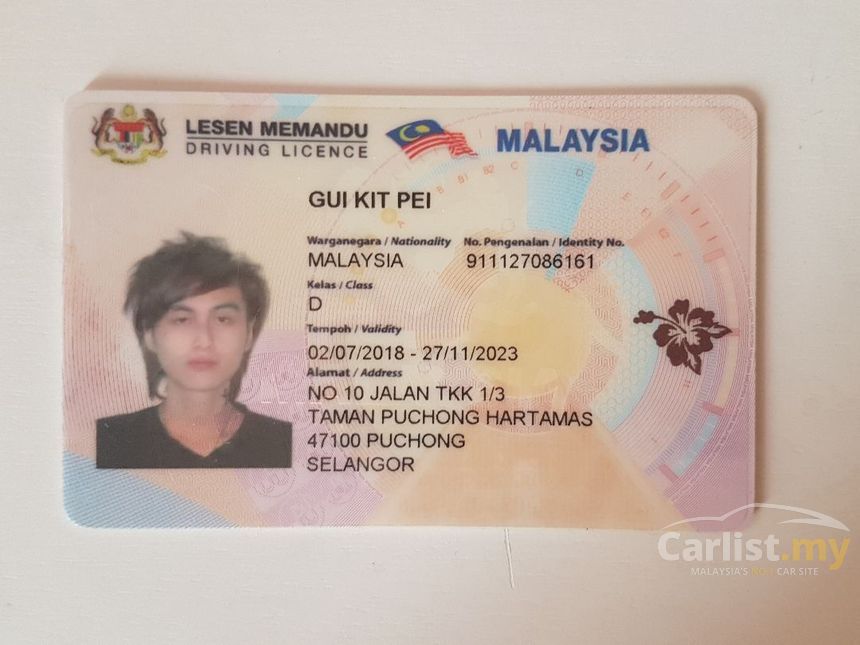 LESEN MEMANDU
DRIVING LICENCE
MALAYSIA
GUI KIT PEI
Warganegara / Nationality No. Pengenalan / Identity No.
MALAYSIA 911127086161
Kelas / Class
D
Tempoh / Validity
02/07/2018 - 27/11/2023
Alamat / Address
NO 10 JALAN TKK 1/3
TAMAN PUCHONG HARTAMAS
47100 PUCHONG
SELANGOR
Carlist.my
MALAYSIA'S NO.1 CAR SITE